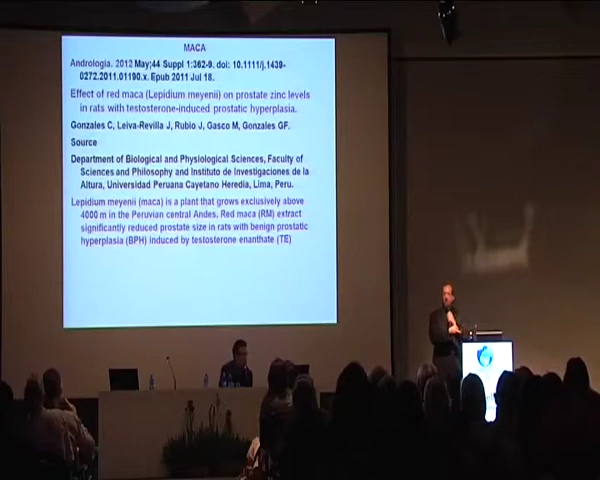 MACA
Andrologia. 2012 May;44 Suppl 1:362-9. doi: 10.1111/j.1439-
0272.2011.01190.x. Epub 2011 Jul 18.
Effect of red maca (Lepidium meyenii) on prostate zinc levels
in rats with testosterone-induced prostatic hyperplasia.
Gonzales C, Leiva-Revilla J, Rubio J, Gasco M, Gonzales GF.
Source
Department of Biological and Physiological Sciences, Faculty of
Sciences and Philosophy and Instituto de Investigaciones de la
Altura, Universidad Peruana Cayetano Heredia, Lima, Peru.
Lepidium meyenii (maca) is a plant that grows exclusively above
4000 m in the Peruvian central Andes. Red maca (RM) extract
significantly reduced prostate size in rats with benign prostatic
hyperplasia (BPH) induced by testosterone enanthate (TE)